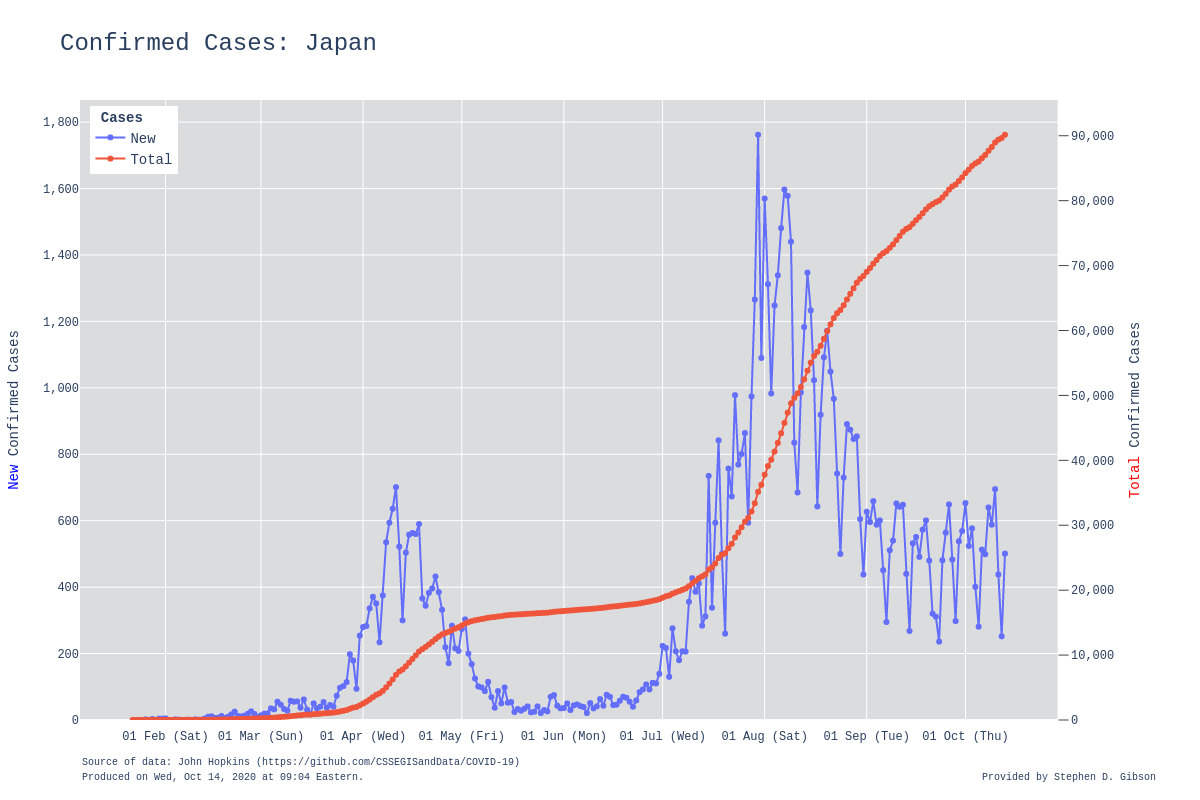 Confirmed Cases: Japan
Cases
New
Total
1,800
1,600
1,400
1,200
1,000
800
600
400
200
0
New Confirmed Cases
90,000
80,000
70,000
60,000
50,000
40,000
30,000
20,000
10,000
0
Total Confirmed Cases
01 Feb (Sat) 01 Mar (Sun) 01 Apr (Wed) 01 May (Fri) 01 Jun (Mon) 01 Jul (Wed) 01 Aug (Sat) 01 Sep (Tue) 01 Oct (Thu)
Source of data: John Hopkins (https://github.com/CSSEGISandData/COVID-19)
Produced on Wed, Oct 14, 2020 at 09:04 Eastern.
Provided by Stephen D. Gibson